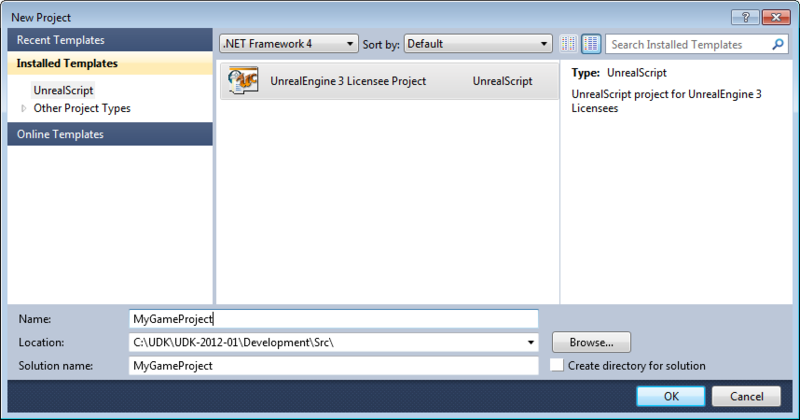 New Project
Recent Templates
.NET Framework 4
Sort by:
Default
Search Installed Templates
Installed Templates
UnrealScript
Other Project Types
Online Templates
UnrealEngine 3 Licensee Project
UnrealScript
Type: UnrealScript
UnrealScript project for UnrealEngine 3
Licensees
Name:
MyGameProject
Location:
C:\UDK\UDK-2012-01\Development\Src\
Browse...
Solution name:
MyGameProject
Create directory for solution
OK
Cancel